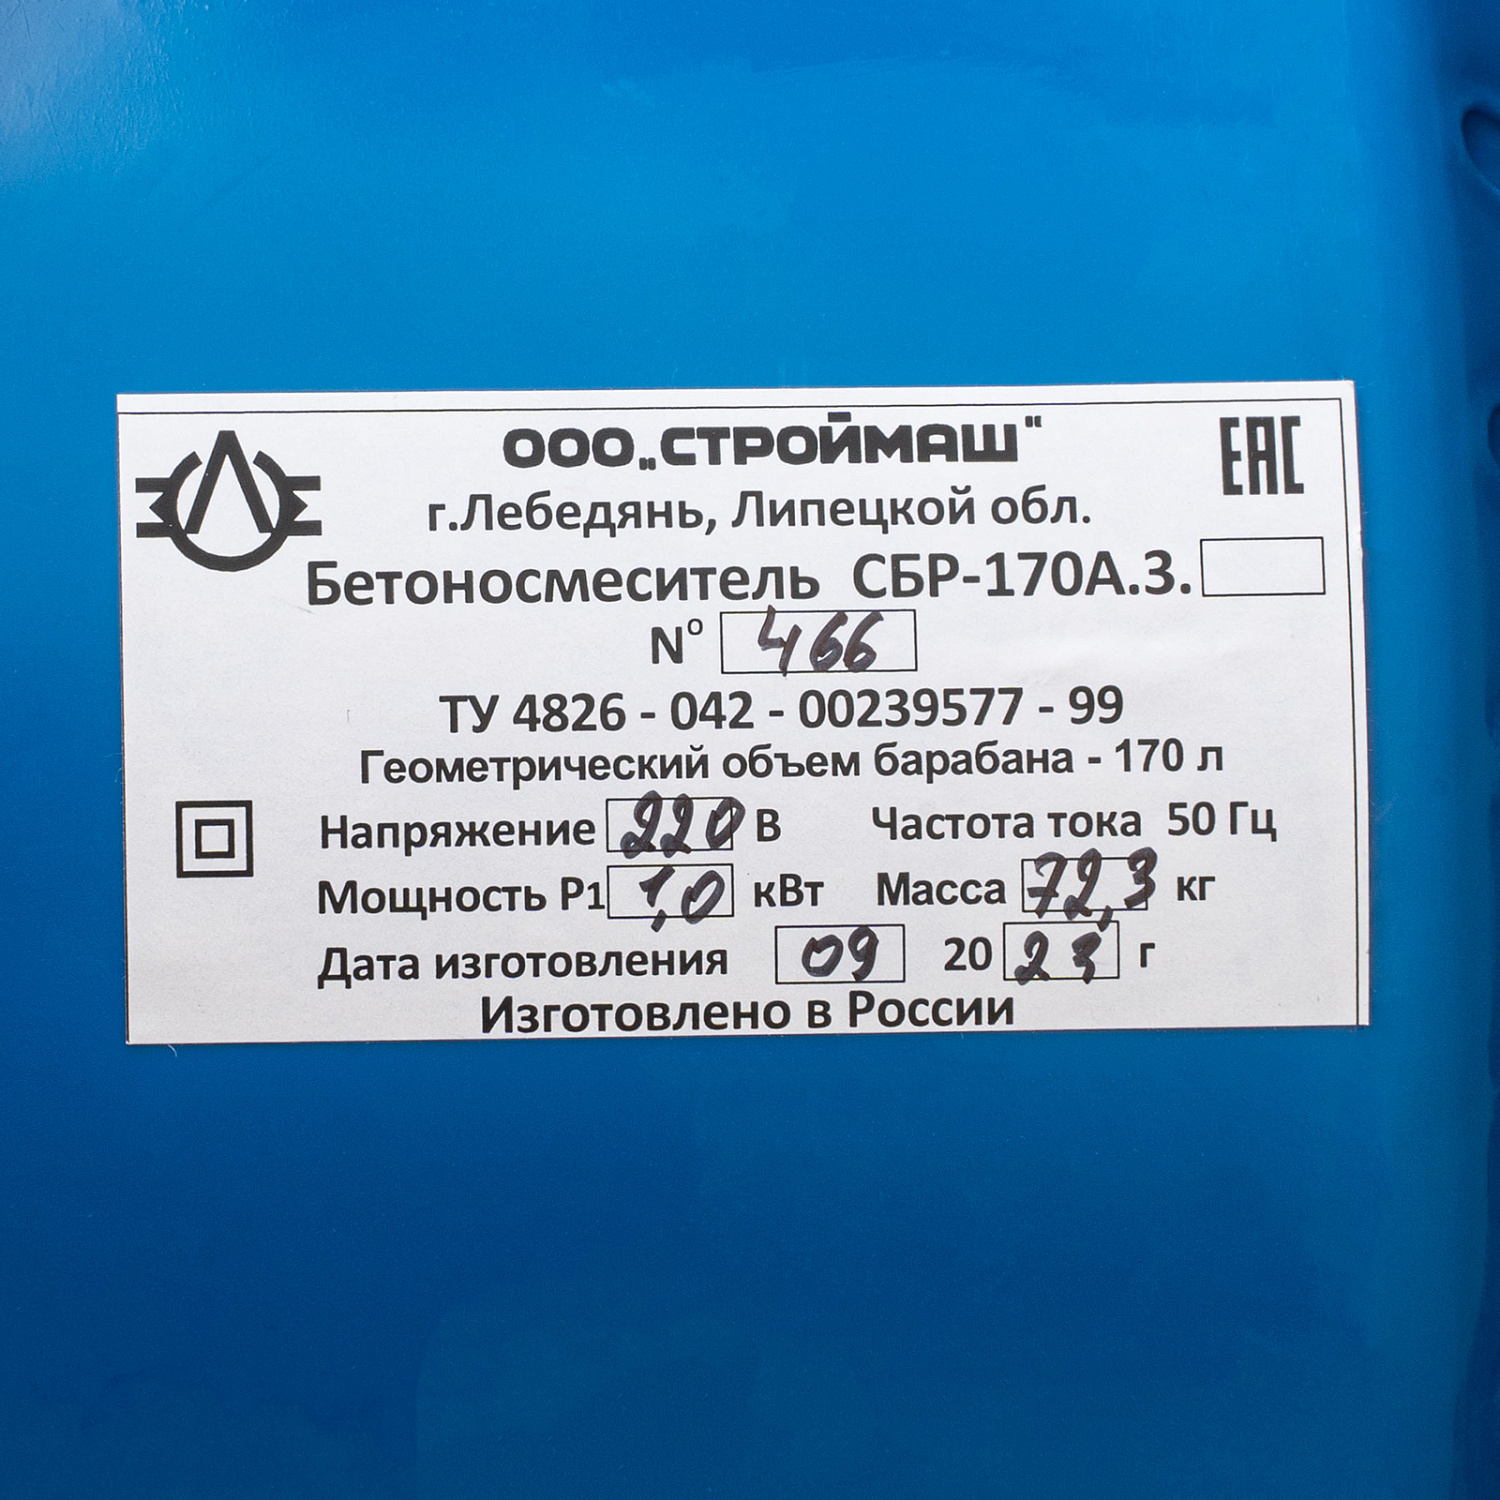 ООО„СТРОЙМАШ"
ЕАС
г.Лебедянь, Липецкой обл.
Бетоносмеситель СБР-170А.3.
Nº 466
ТУ 4826 - 042 - 00239577 - 99
Геометрический объем барабана - 170 л
Напряжение 220 В Частота тока 50 Гц
Мощность P1 1,0 кВт Масса 72,3 кг
Дата изготовления 09 20 23 г
Изготовлено в России